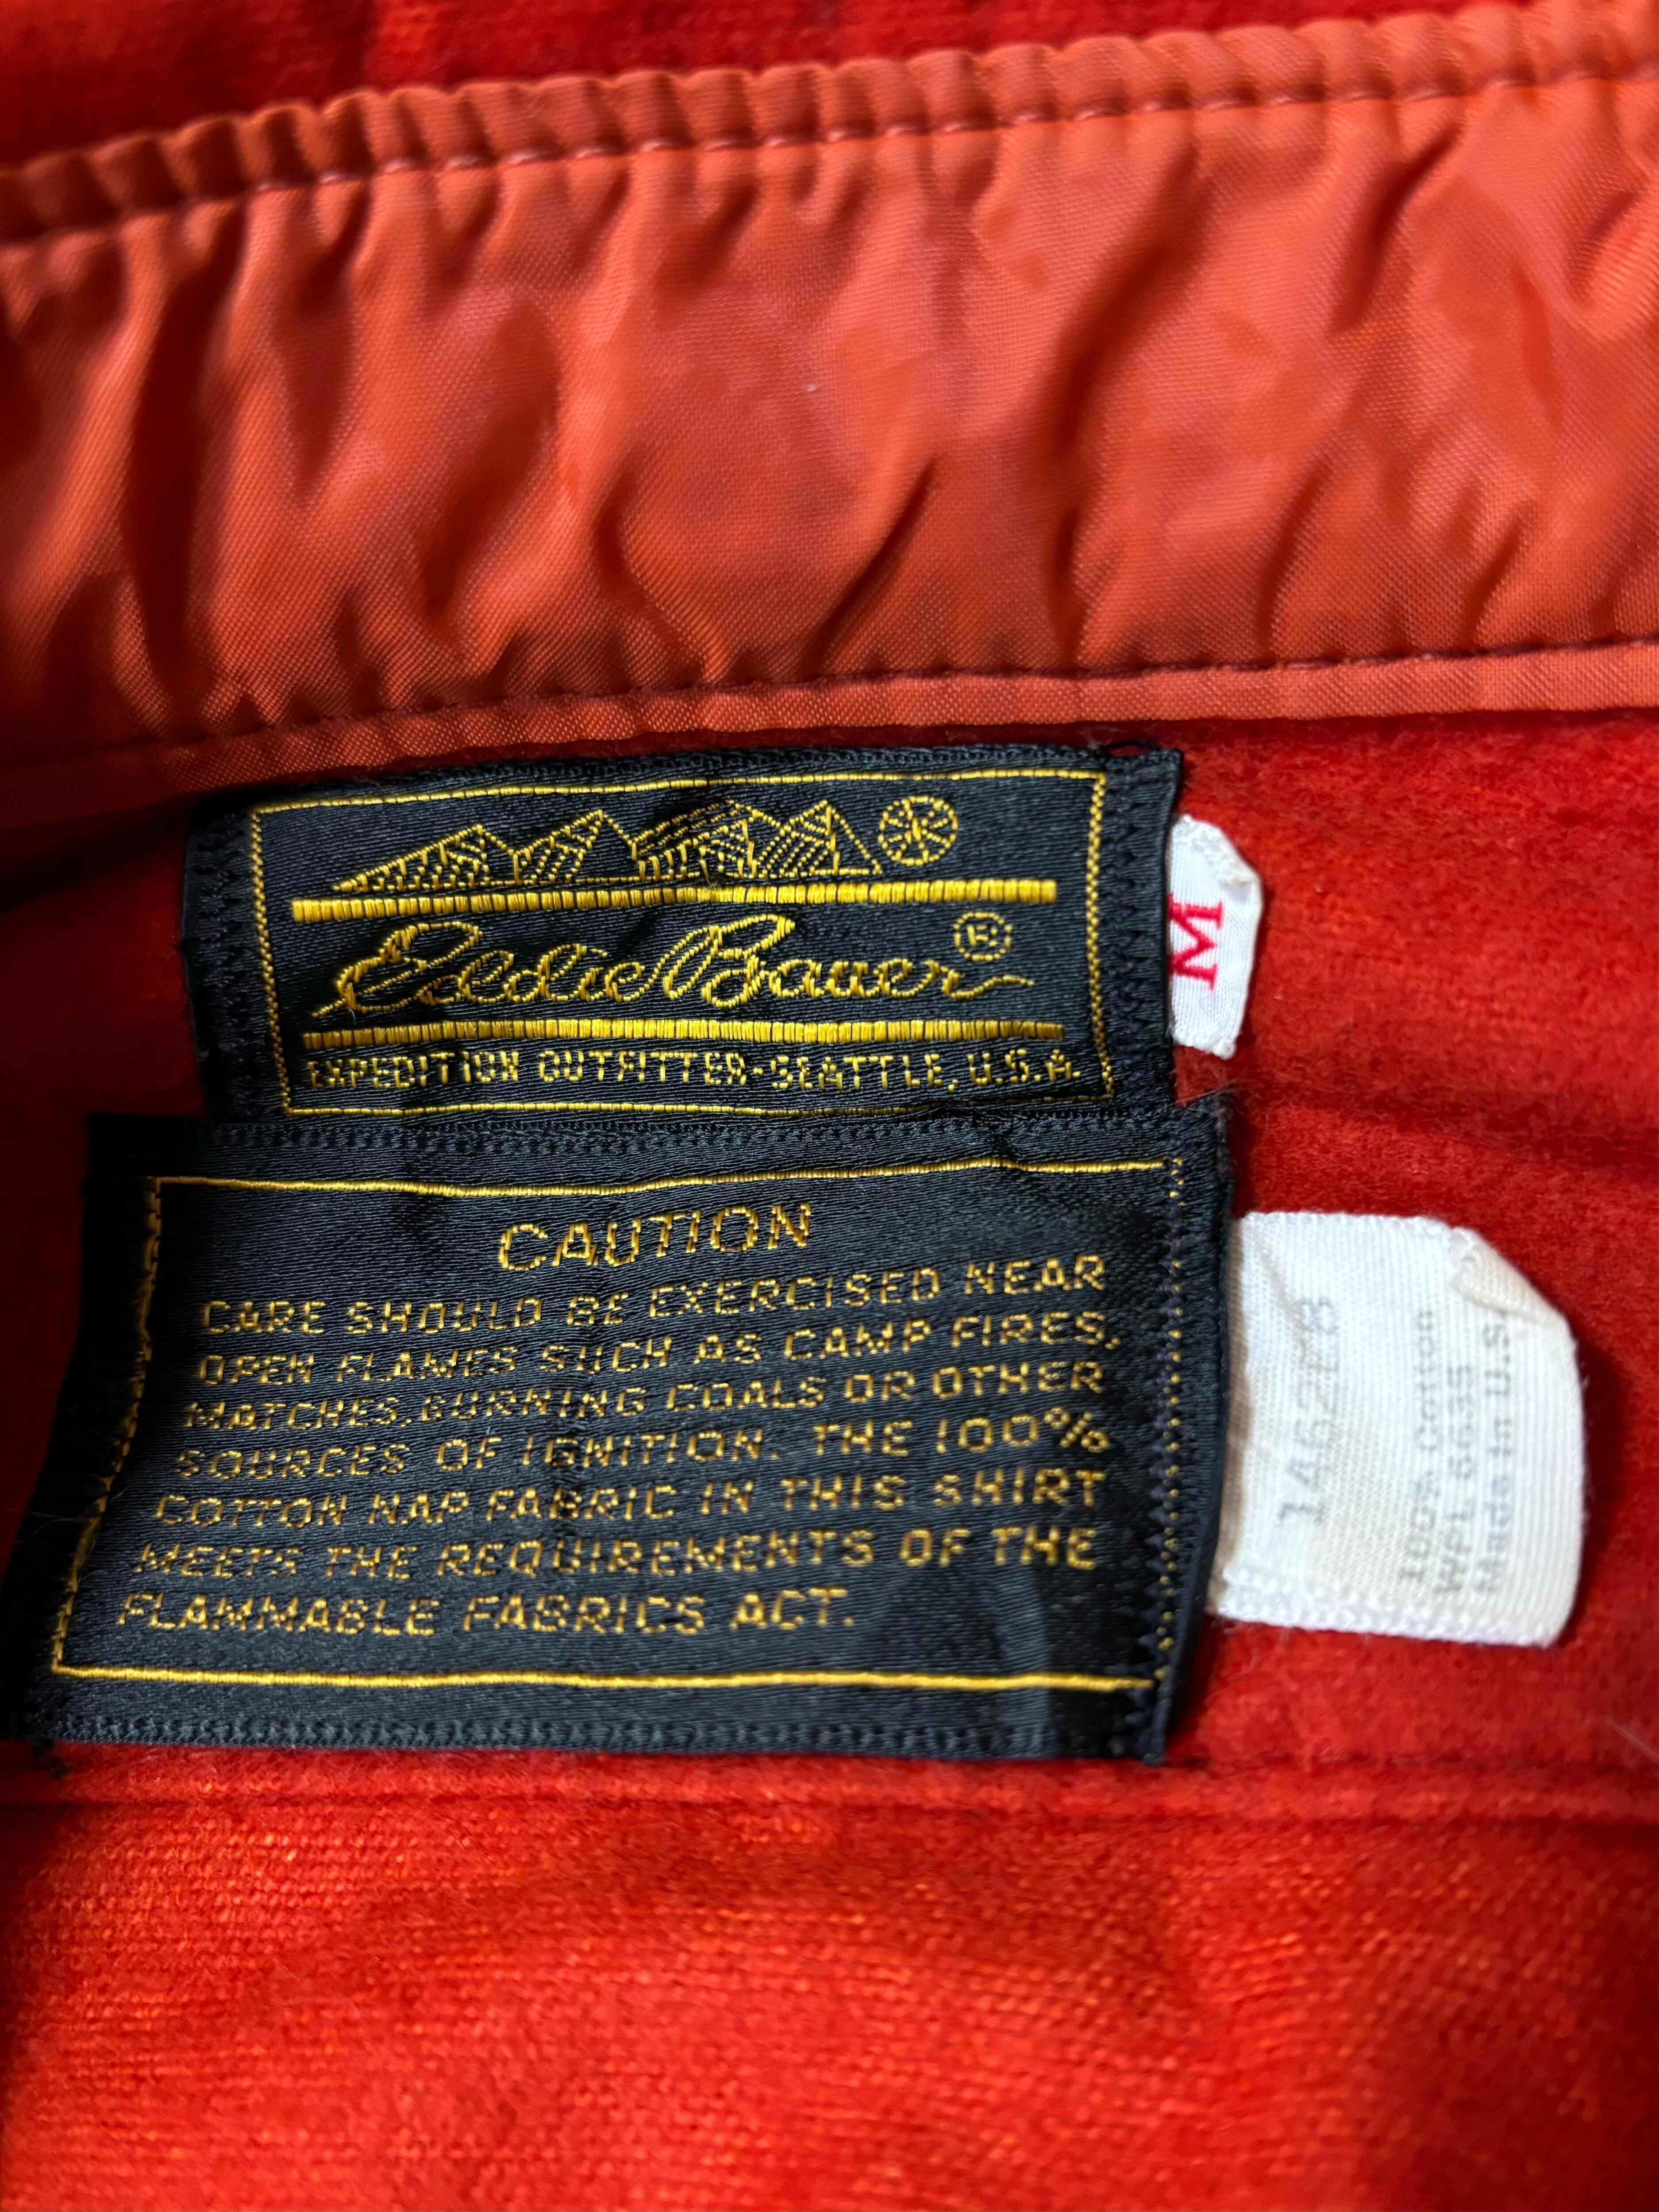 Eddie Bauer ®
EXPEDITION OUTFITTER-SEATTLE, U.S.A.
M
CAUTION
CARE SHOULD BE EXERCISED NEAR
OPEN FLAMES SUCH AS CAMP FIRES,
MATCHES, BURNING COALS OR OTHER
SOURCES OF IGNITION. THE 100%
COTTON NAP FABRIC IN THIS SHIRT
MEETS THE REQUIREMENTS OF THE
FLAMMABLE FABRICS ACT.
100% Cotton
WPL 6635
Made in U.S